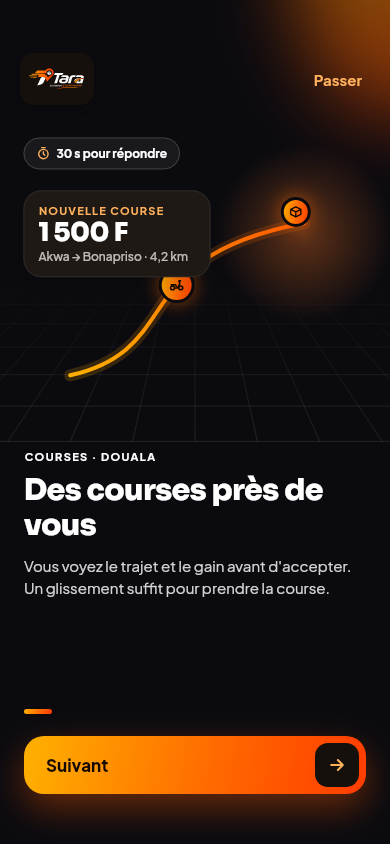 Tara
Passer
30 s pour répondre
NOUVELLE COURSE
1 500 F
Akwa → Bonapriso · 4,2 km
COURSES · DOUALA
Des courses près de
vous
Vous voyez le trajet et le gain avant d'accepter.
Un glissement suffit pour prendre la course.
Suivant